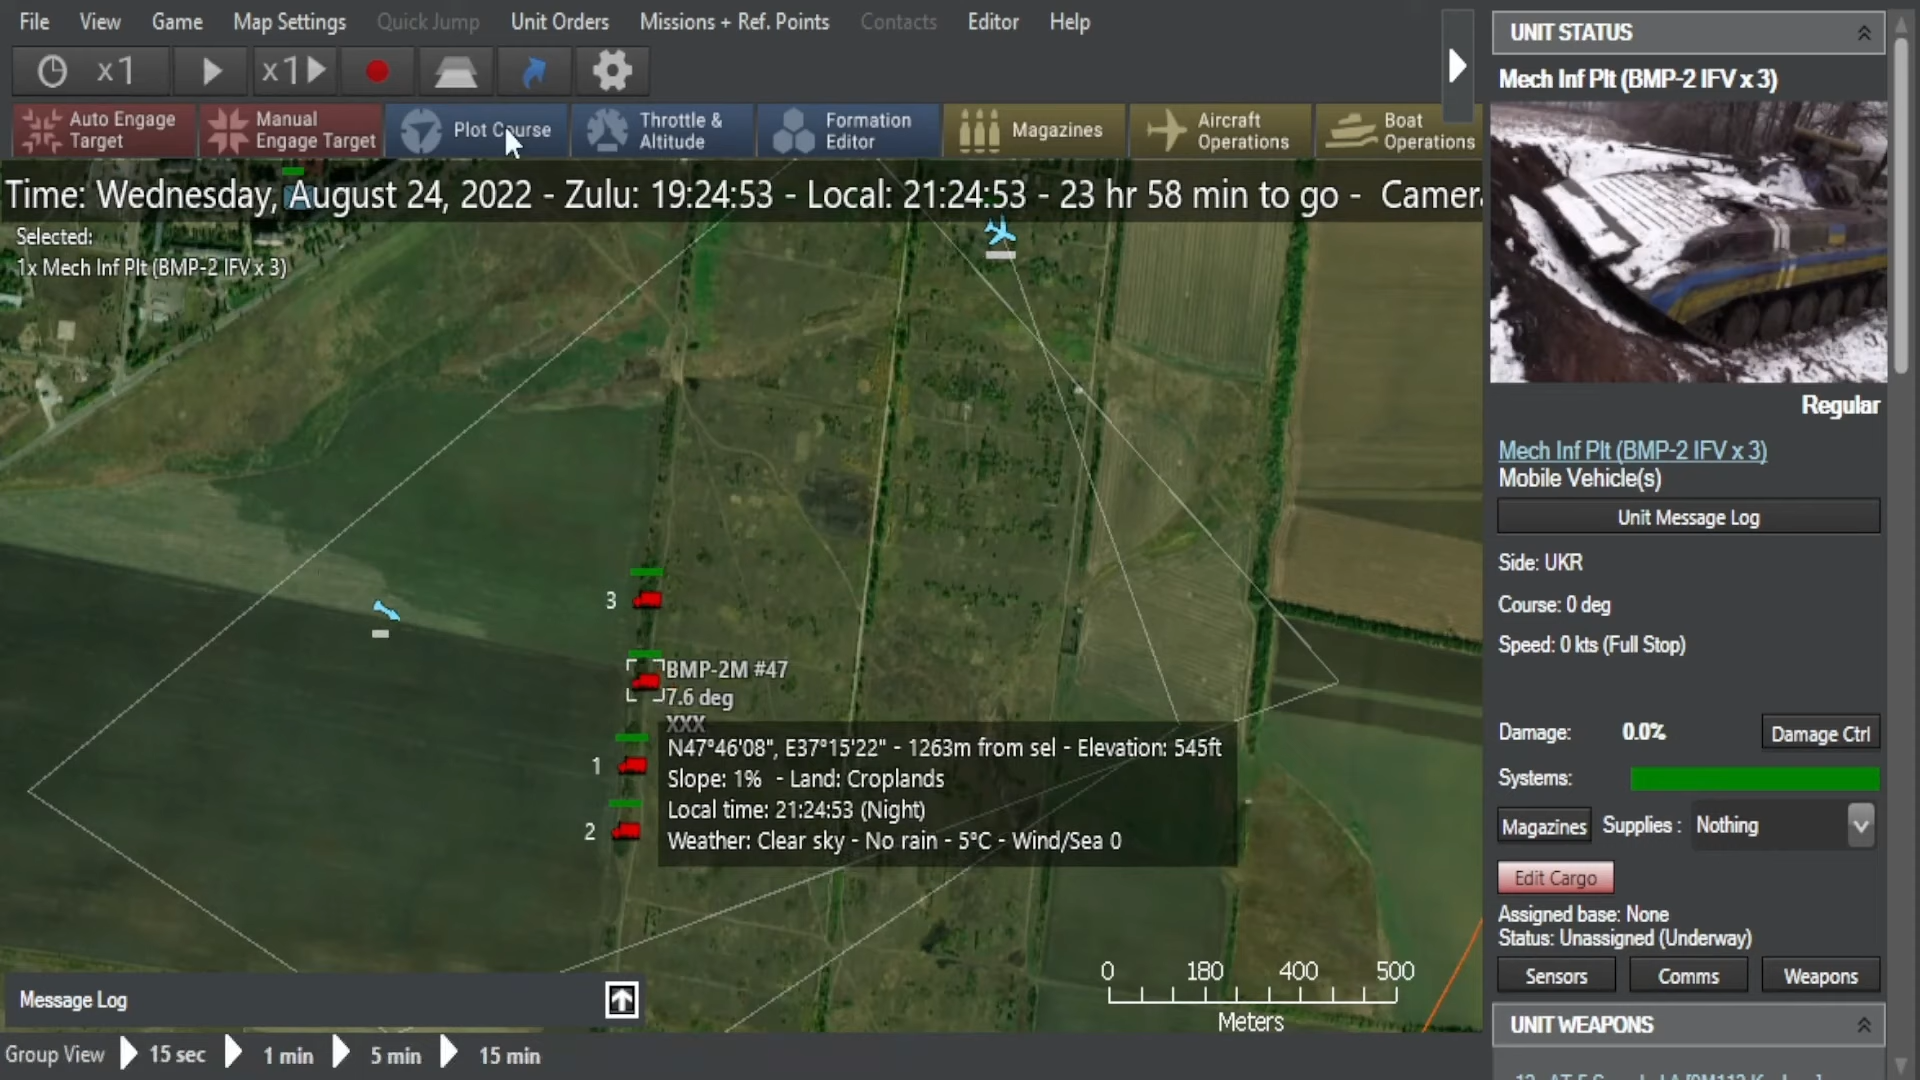 File View Game Map Settings Quick Jump Unit Orders Missions + Ref. Points Contacts Editor Help
x1 x1
Auto Engage Target
Manual Engage Target
Plot Course
Throttle & Altitude
Formation Editor
Magazines
Aircraft Operations
Boat Operations
Time: Wednesday, August 24, 2022 - Zulu: 19:24:53 - Local: 21:24:53 - 23 hr 58 min to go - Camera
Selected:
1x Mech Inf Plt (BMP-2 IFV x 3)
3
BMP-2M #47
7.6 deg
XXX
1
2
N47°46'08", E37°15'22" - 1263m from sel - Elevation: 545ft
Slope: 1% - Land: Croplands
Local time: 21:24:53 (Night)
Weather: Clear sky - No rain - 5°C - Wind/Sea 0
0 180 400 500
Meters
Message Log
Group View 15 sec 1 min 5 min 15 min
UNIT STATUS
Mech Inf Plt (BMP-2 IFV x 3)
Regular
Mech Inf Plt (BMP-2 IFV x 3)
Mobile Vehicle(s)
Unit Message Log
Side: UKR
Course: 0 deg
Speed: 0 kts (Full Stop)
Damage: 0.0% Damage Ctrl
Systems:
Magazines Supplies : Nothing
Edit Cargo
Assigned base: None
Status: Unassigned (Underway)
Sensors Comms Weapons
UNIT WEAPONS